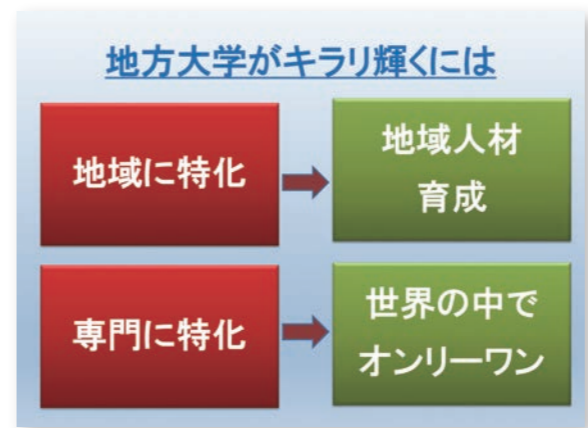 地方大学がキラリ輝くには
地域に特化
地域人材
育成
専門に特化
世界の中で
オンリーワン